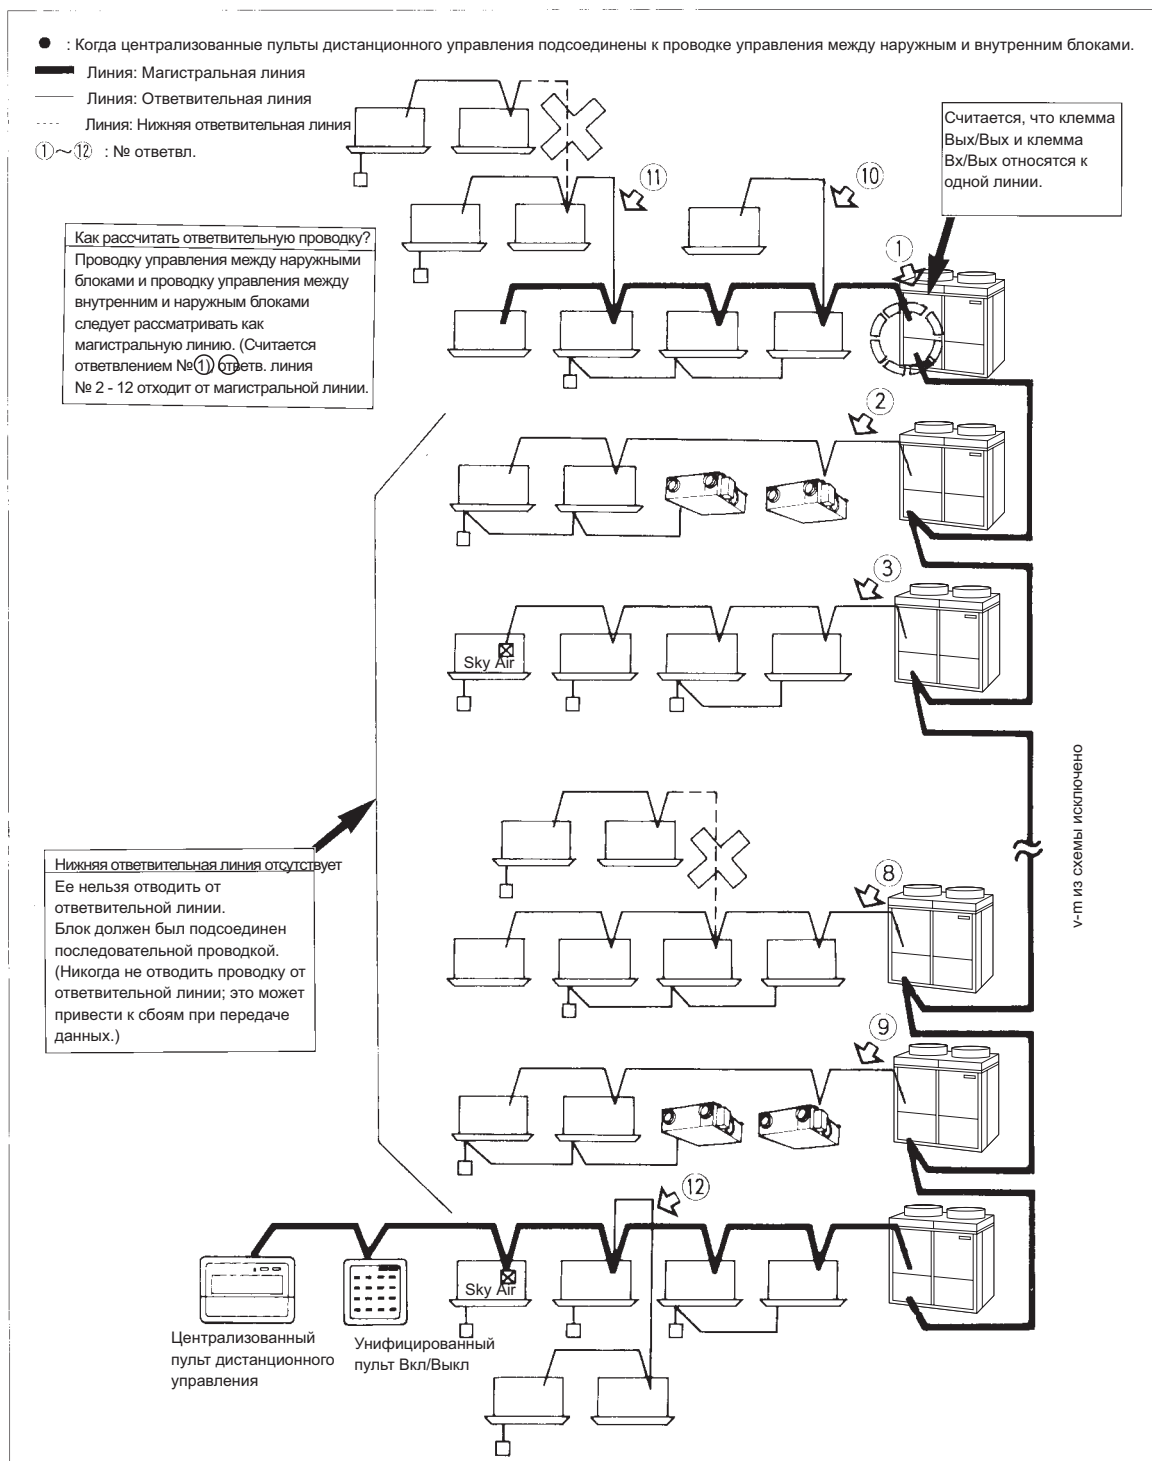 ● : Когда централизованные пульты дистанционного управления подсоединены к проводке управления между наружным и внутренним блоками.
Линия: Магистральная линия
Линия: Ответвительная линия
Линия: Нижняя ответвительная линия
①～⑫ : № ответвл.
Считается, что клемма
Вых/Вых и клемма
Вх/Вых относятся к
одной линии.
⑪
⑩
①
Как рассчитать ответвительную проводку?
Проводку управления между наружными
блоками и проводку управления между
внутренним и наружным блоками
следует рассматривать как
магистральную линию. (Считается
ответвлением №①) ответв. линия
№ 2 - 12 отходит от магистральной линии.
②
③
Sky Air
v-m из схемы исключено
Нижняя ответвительная линия отсутствует
Ее нельзя отводить от
ответвительной линии.
Блок должен был подсоединен
последовательной проводкой.
(Никогда не отводить проводку от
ответвительной линии; это может
привести к сбоям при передаче
данных.)
⑧
⑨
⑫
Sky Air
Централизованный
пульт дистанционного
управления
Унифицированный
пульт Вкл/Выкл